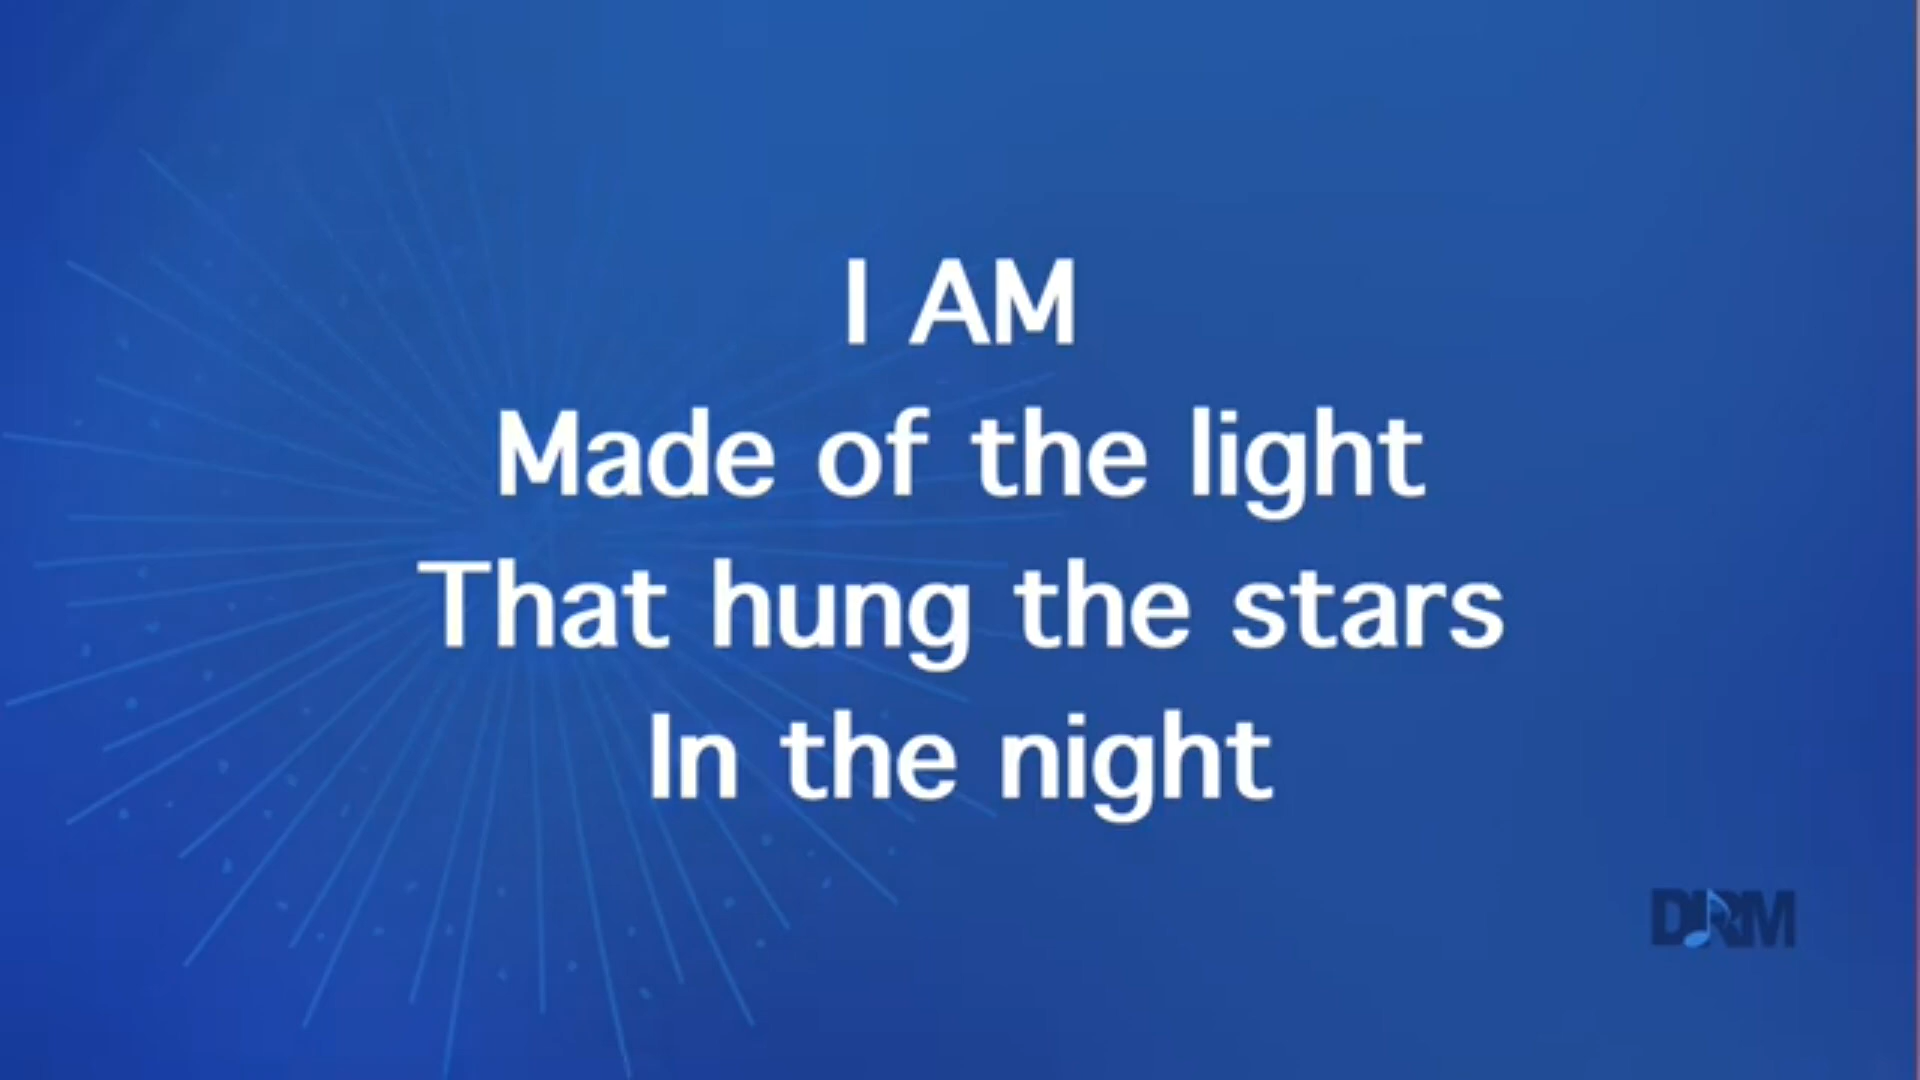 I AM
Made of the light
That hung the stars
In the night
DRM